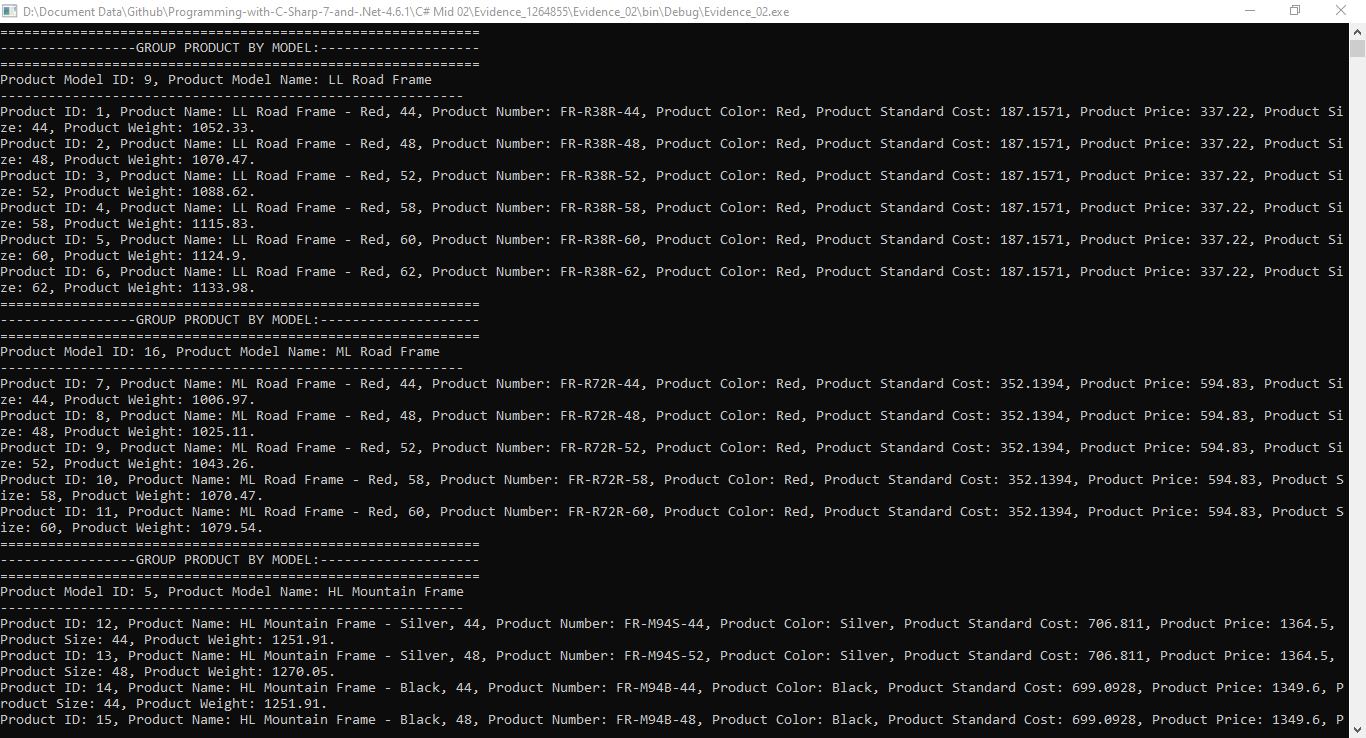 D:\Document Data\Github\Programming-with-C-Sharp-7-and-.Net-4.6.1\C# Mid 02\Evidence_1264855\Evidence_02\bin\Debug\Evidence_02.exe
============================================================
-----------------GROUP PRODUCT BY MODEL:--------------------
============================================================
Product Model ID: 9, Product Model Name: LL Road Frame
----------------------------------------------------------
Product ID: 1, Product Name: LL Road Frame - Red, 44, Product Number: FR-R38R-44, Product Color: Red, Product Standard Cost: 187.1571, Product Price: 337.22, Product Si
ze: 44, Product Weight: 1052.33.
Product ID: 2, Product Name: LL Road Frame - Red, 48, Product Number: FR-R38R-48, Product Color: Red, Product Standard Cost: 187.1571, Product Price: 337.22, Product Si
ze: 48, Product Weight: 1070.47.
Product ID: 3, Product Name: LL Road Frame - Red, 52, Product Number: FR-R38R-52, Product Color: Red, Product Standard Cost: 187.1571, Product Price: 337.22, Product Si
ze: 52, Product Weight: 1088.62.
Product ID: 4, Product Name: LL Road Frame - Red, 58, Product Number: FR-R38R-58, Product Color: Red, Product Standard Cost: 187.1571, Product Price: 337.22, Product Si
ze: 58, Product Weight: 1115.83.
Product ID: 5, Product Name: LL Road Frame - Red, 60, Product Number: FR-R38R-60, Product Color: Red, Product Standard Cost: 187.1571, Product Price: 337.22, Product Si
ze: 60, Product Weight: 1124.9.
Product ID: 6, Product Name: LL Road Frame - Red, 62, Product Number: FR-R38R-62, Product Color: Red, Product Standard Cost: 187.1571, Product Price: 337.22, Product Si
ze: 62, Product Weight: 1133.98.
============================================================
-----------------GROUP PRODUCT BY MODEL:--------------------
============================================================
Product Model ID: 16, Product Model Name: ML Road Frame
----------------------------------------------------------
Product ID: 7, Product Name: ML Road Frame - Red, 44, Product Number: FR-R72R-44, Product Color: Red, Product Standard Cost: 352.1394, Product Price: 594.83, Product Si
ze: 44, Product Weight: 1006.97.
Product ID: 8, Product Name: ML Road Frame - Red, 48, Product Number: FR-R72R-48, Product Color: Red, Product Standard Cost: 352.1394, Product Price: 594.83, Product Si
ze: 48, Product Weight: 1025.11.
Product ID: 9, Product Name: ML Road Frame - Red, 52, Product Number: FR-R72R-52, Product Color: Red, Product Standard Cost: 352.1394, Product Price: 594.83, Product Si
ze: 52, Product Weight: 1043.26.
Product ID: 10, Product Name: ML Road Frame - Red, 58, Product Number: FR-R72R-58, Product Color: Red, Product Standard Cost: 352.1394, Product Price: 594.83, Product S
ize: 58, Product Weight: 1070.47.
Product ID: 11, Product Name: ML Road Frame - Red, 60, Product Number: FR-R72R-60, Product Color: Red, Product Standard Cost: 352.1394, Product Price: 594.83, Product S
ize: 60, Product Weight: 1079.54.
============================================================
-----------------GROUP PRODUCT BY MODEL:--------------------
============================================================
Product Model ID: 5, Product Model Name: HL Mountain Frame
----------------------------------------------------------
Product ID: 12, Product Name: HL Mountain Frame - Silver, 44, Product Number: FR-M94S-44, Product Color: Silver, Product Standard Cost: 706.811, Product Price: 1364.5,
Product Size: 44, Product Weight: 1251.91.
Product ID: 13, Product Name: HL Mountain Frame - Silver, 48, Product Number: FR-M94S-52, Product Color: Silver, Product Standard Cost: 706.811, Product Price: 1364.5,
Product Size: 48, Product Weight: 1270.05.
Product ID: 14, Product Name: HL Mountain Frame - Black, 44, Product Number: FR-M94B-44, Product Color: Black, Product Standard Cost: 699.0928, Product Price: 1349.6, P
roduct Size: 44, Product Weight: 1251.91.
Product ID: 15, Product Name: HL Mountain Frame - Black, 48, Product Number: FR-M94B-48, Product Color: Black, Product Standard Cost: 699.0928, Product Price: 1349.6, P